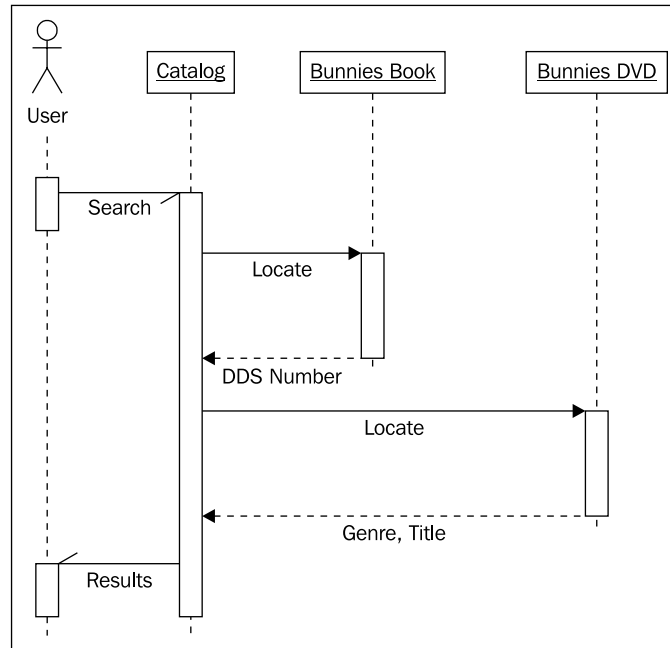 Catalog
Bunnies Book
Bunnies DVD
User
Search
Locate
DDS Number
Locate
Genre, Title
Results